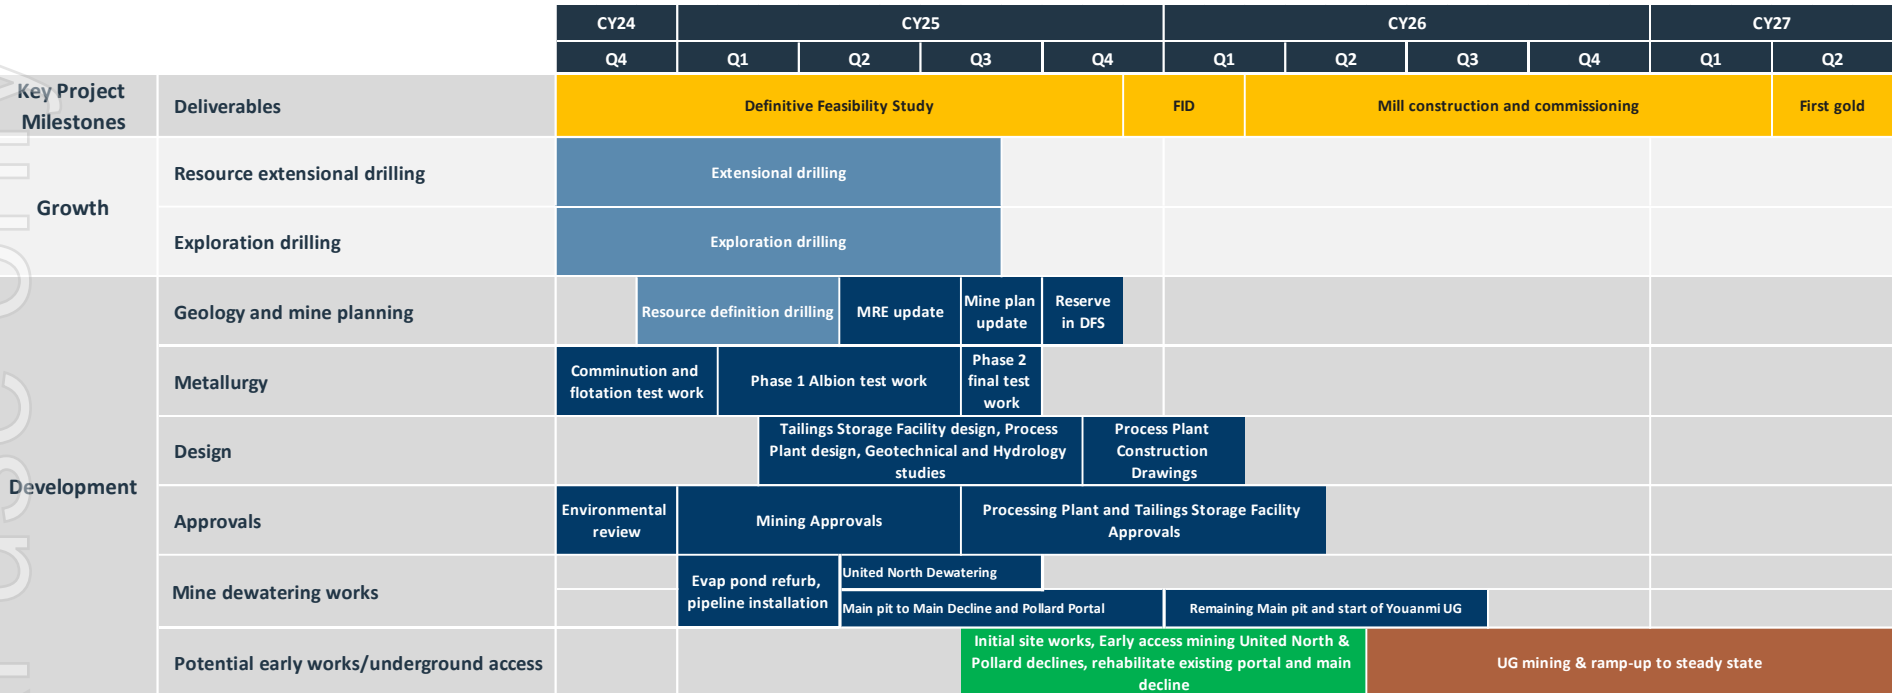 CY24 CY25 CY26 CY27
Q4 Q1 Q2 Q3 Q4 Q1 Q2 Q3 Q4 Q1 Q2
Key Project
Milestones
Deliverables
Definitive Feasibility Study
FID
Mill construction and commissioning
First gold
Growth
Resource extensional drilling
Extensional drilling
Exploration drilling
Exploration drilling
Development
Geology and mine planning
Resource definition drilling
MRE update
Mine plan
update
Reserve
in DFS
Metallurgy
Comminution and
flotation test work
Phase 1 Albion test work
Phase 2
final test
work
Design
Tailings Storage Facility design, Process
Plant design, Geotechnical and Hydrology
studies
Process Plant
Construction
Drawings
Approvals
Environmental
review
Mining Approvals
Processing Plant and Tailings Storage Facility
Approvals
Mine dewatering works
Evap pond refurb,
pipeline installation
United North Dewatering
Main pit to Main Decline and Pollard Portal
Remaining Main pit and start of Youanmi UG
Potential early works/underground access
Initial site works, Early access mining United North &
Pollard declines, rehabilitate existing portal and main
decline
UG mining & ramp-up to steady state